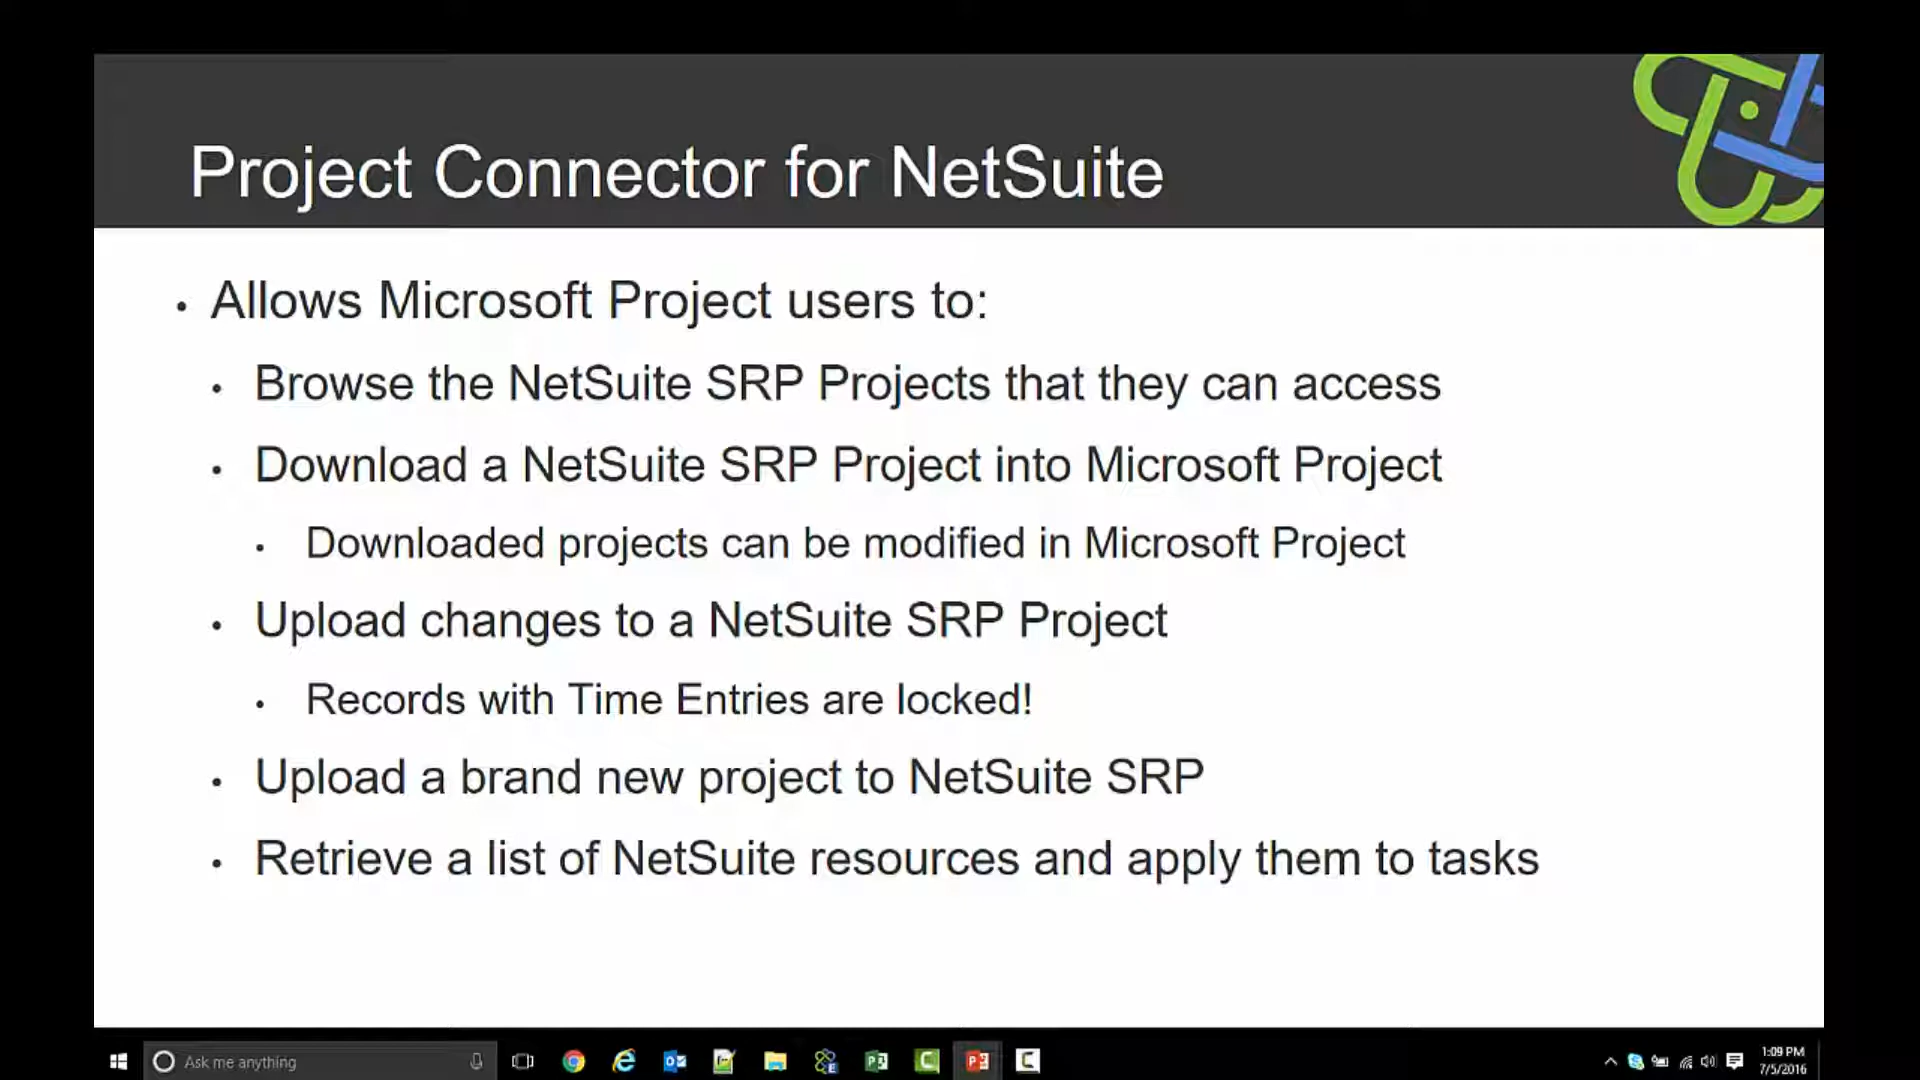 Project Connector for NetSuite
• Allows Microsoft Project users to:
• Browse the NetSuite SRP Projects that they can access
• Download a NetSuite SRP Project into Microsoft Project
• Downloaded projects can be modified in Microsoft Project
• Upload changes to a NetSuite SRP Project
• Records with Time Entries are locked!
• Upload a brand new project to NetSuite SRP
• Retrieve a list of NetSuite resources and apply them to tasks
Ask me anything
1:09 PM
7/5/2016